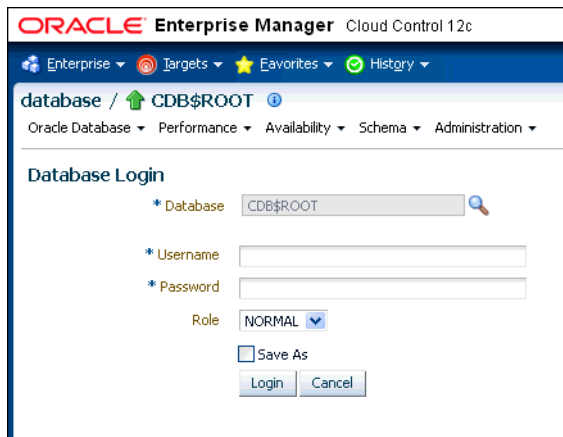 ORACLE Enterprise Manager Cloud Control 12c
Enterprise Targets Favorites History
database / CDB$ROOT
Oracle Database Performance Availability Schema Administration
Database Login
* Database CDB$ROOT
* Username
* Password
Role NORMAL
Save As
Login Cancel